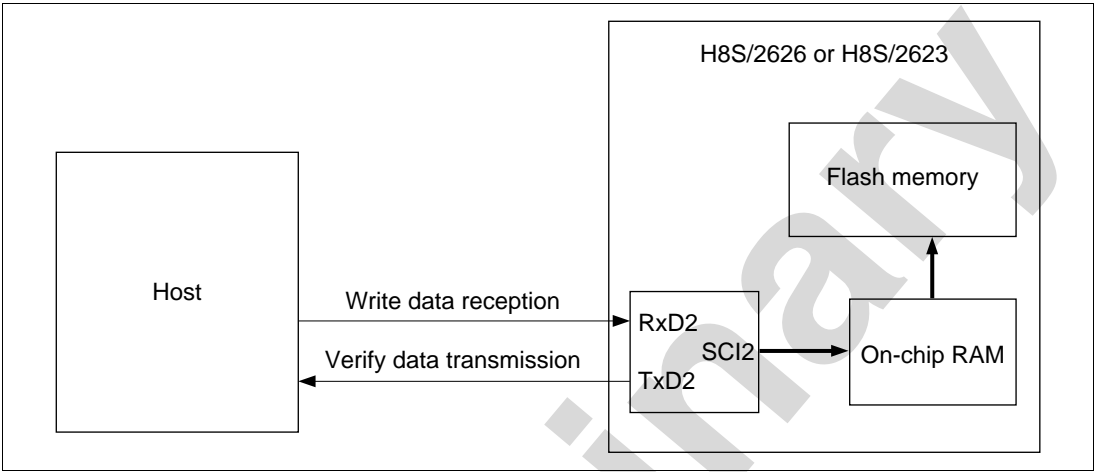 H8S/2626 or H8S/2623
Flash memory
Host
Write data reception
RxD2
SCI2
On-chip RAM
Verify data transmission
TxD2
inary